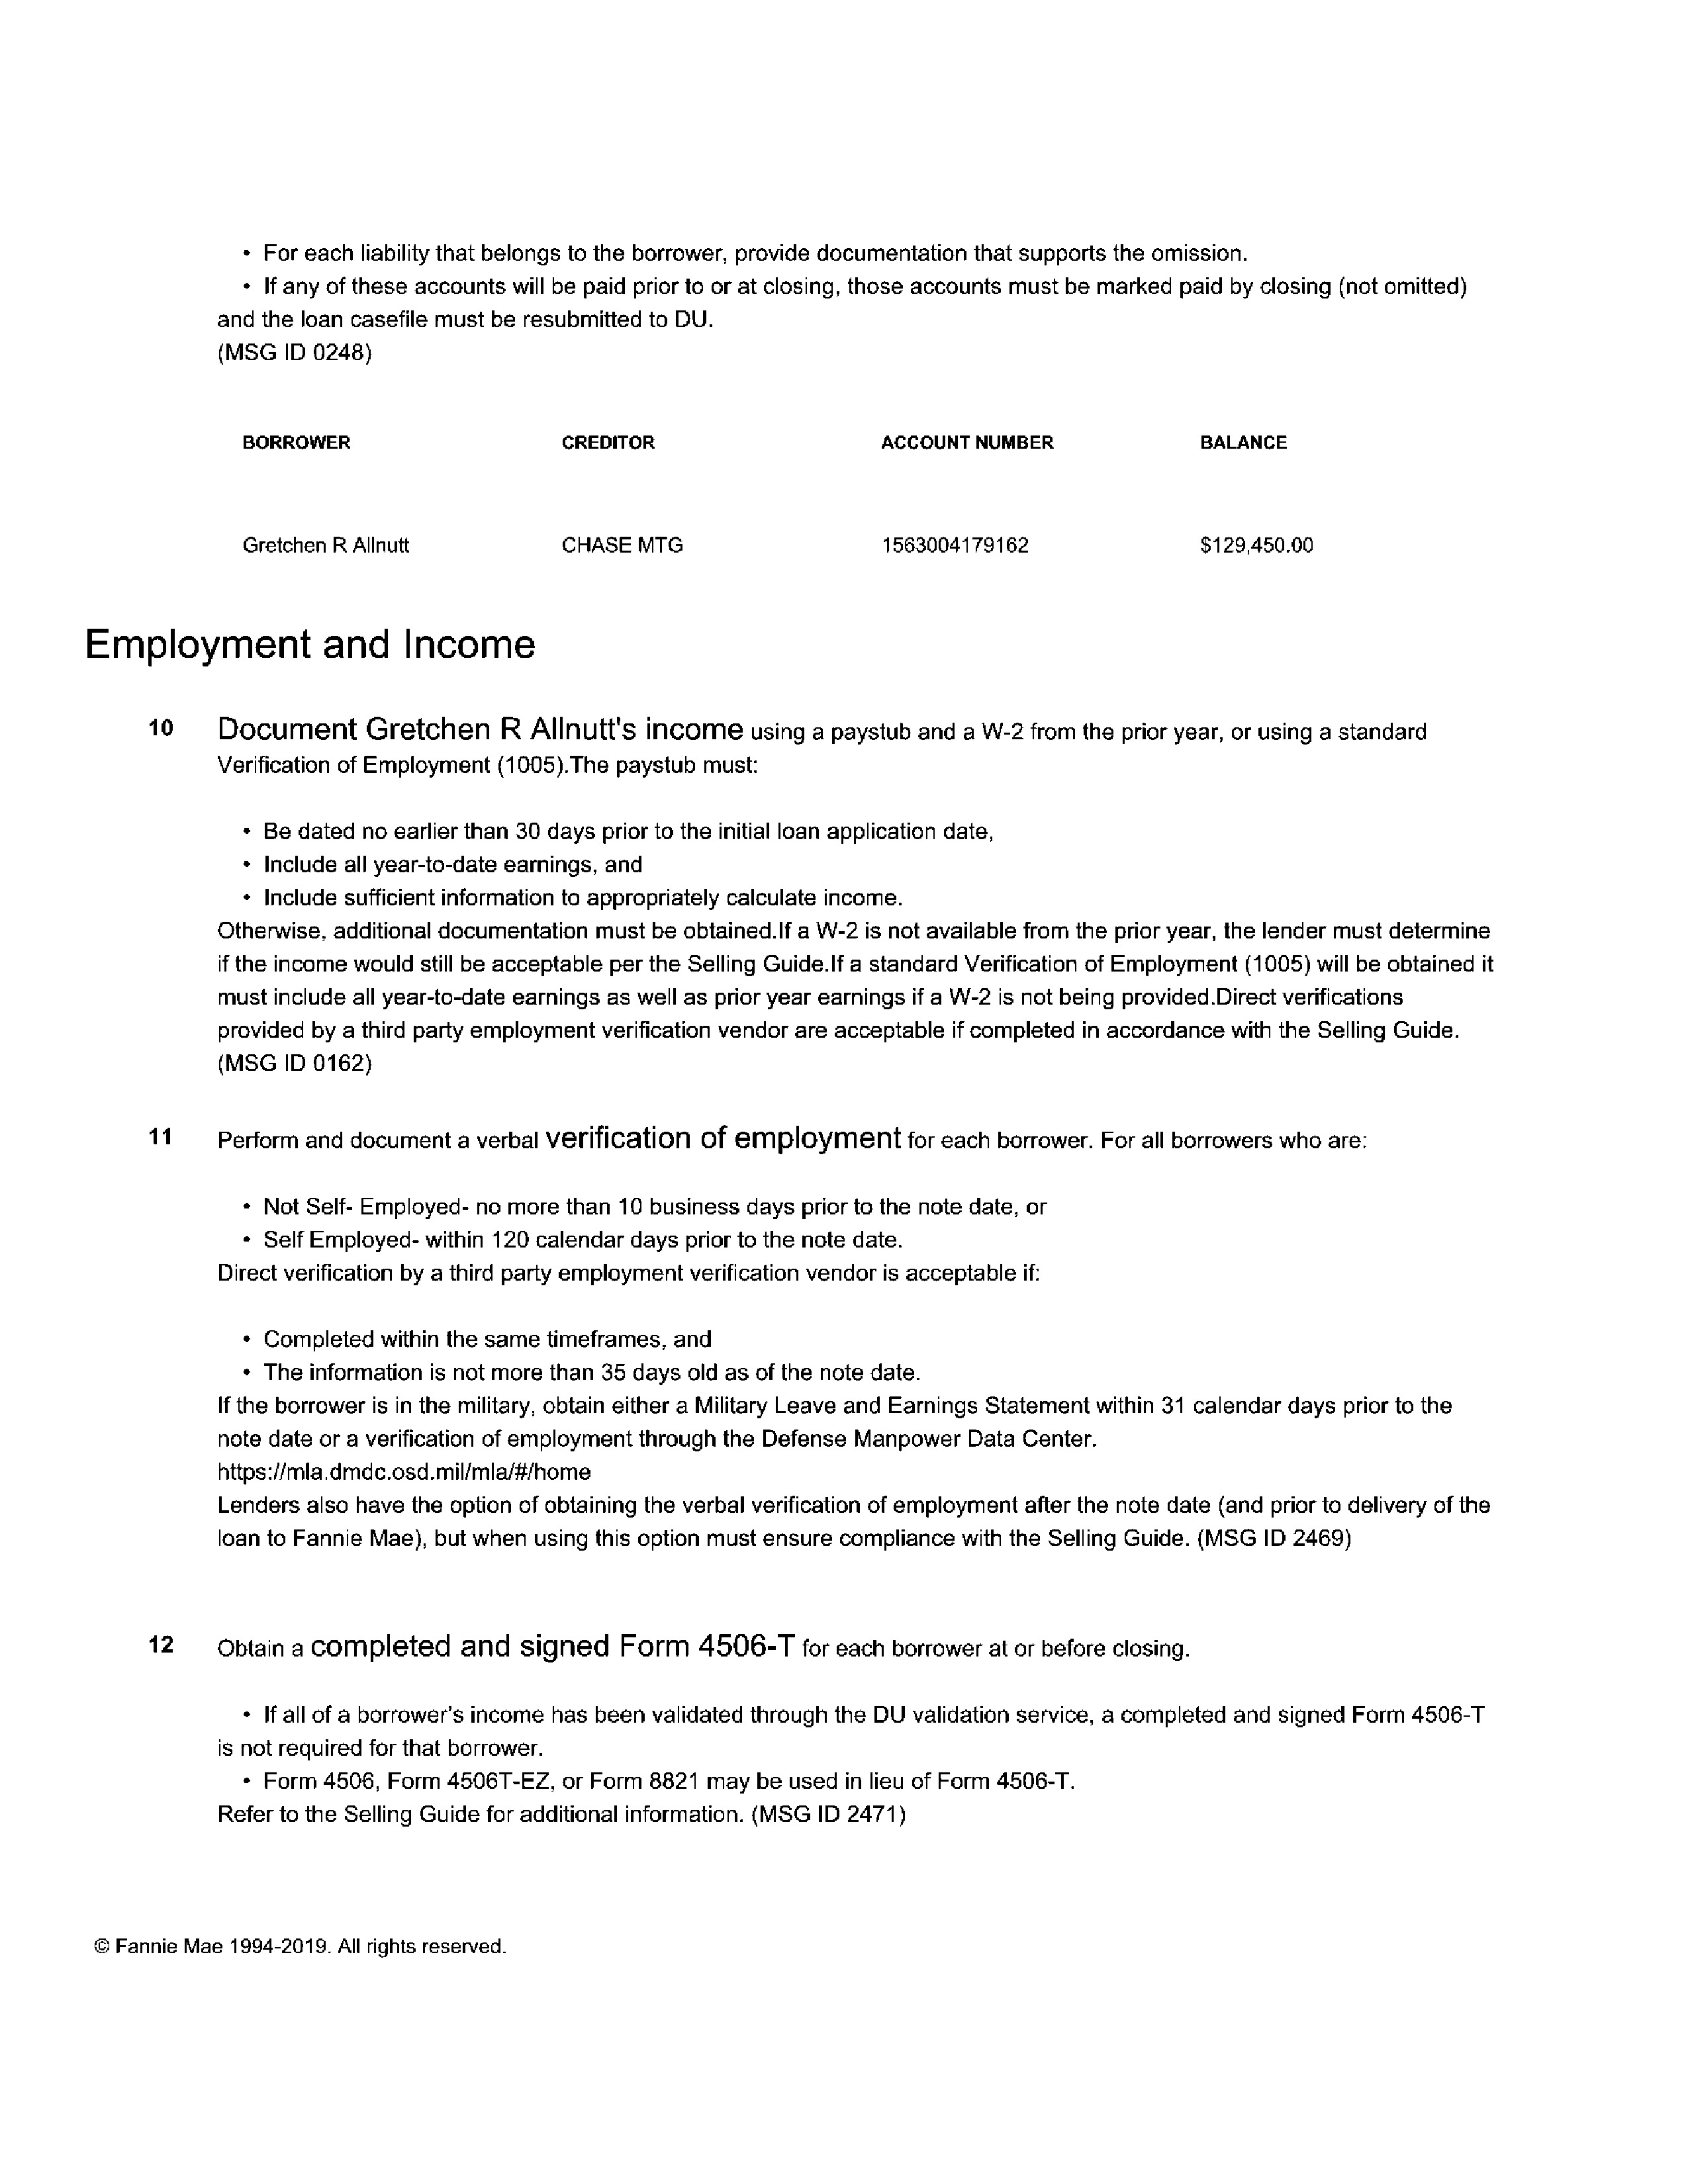 • For each liability that belongs to the borrower, provide documentation that supports the omission.
• If any of these accounts will be paid prior to or at closing, those accounts must be marked paid by closing (not omitted)
and the loan casefile must be resubmitted to DU.
(MSG ID 0248)
BORROWER CREDITOR ACCOUNT NUMBER BALANCE
Gretchen R Allnutt CHASE MTG 1563004179162 $129,450.00
Employment and Income
10 Document Gretchen R Allnutt's income using a paystub and a W-2 from the prior year, or using a standard
Verification of Employment (1005).The paystub must:
• Be dated no earlier than 30 days prior to the initial loan application date,
• Include all year-to-date earnings, and
• Include sufficient information to appropriately calculate income.
Otherwise, additional documentation must be obtained.If a W-2 is not available from the prior year, the lender must determine
if the income would still be acceptable per the Selling Guide.If a standard Verification of Employment (1005) will be obtained it
must include all year-to-date earnings as well as prior year earnings if a W-2 is not being provided.Direct verifications
provided by a third party employment verification vendor are acceptable if completed in accordance with the Selling Guide.
(MSG ID 0162)
11 Perform and document a verbal verification of employment for each borrower. For all borrowers who are:
• Not Self- Employed- no more than 10 business days prior to the note date, or
• Self Employed- within 120 calendar days prior to the note date.
Direct verification by a third party employment verification vendor is acceptable if:
• Completed within the same timeframes, and
• The information is not more than 35 days old as of the note date.
If the borrower is in the military, obtain either a Military Leave and Earnings Statement within 31 calendar days prior to the
note date or a verification of employment through the Defense Manpower Data Center.
https://mla.dmdc.osd.mil/mla/#/home
Lenders also have the option of obtaining the verbal verification of employment after the note date (and prior to delivery of the
loan to Fannie Mae), but when using this option must ensure compliance with the Selling Guide. (MSG ID 2469)
12 Obtain a completed and signed Form 4506-T for each borrower at or before closing.
• If all of a borrower's income has been validated through the DU validation service, a completed and signed Form 4506-T
is not required for that borrower.
• Form 4506, Form 4506T-EZ, or Form 8821 may be used in lieu of Form 4506-T.
Refer to the Selling Guide for additional information. (MSG ID 2471)
© Fannie Mae 1994-2019. All rights reserved.